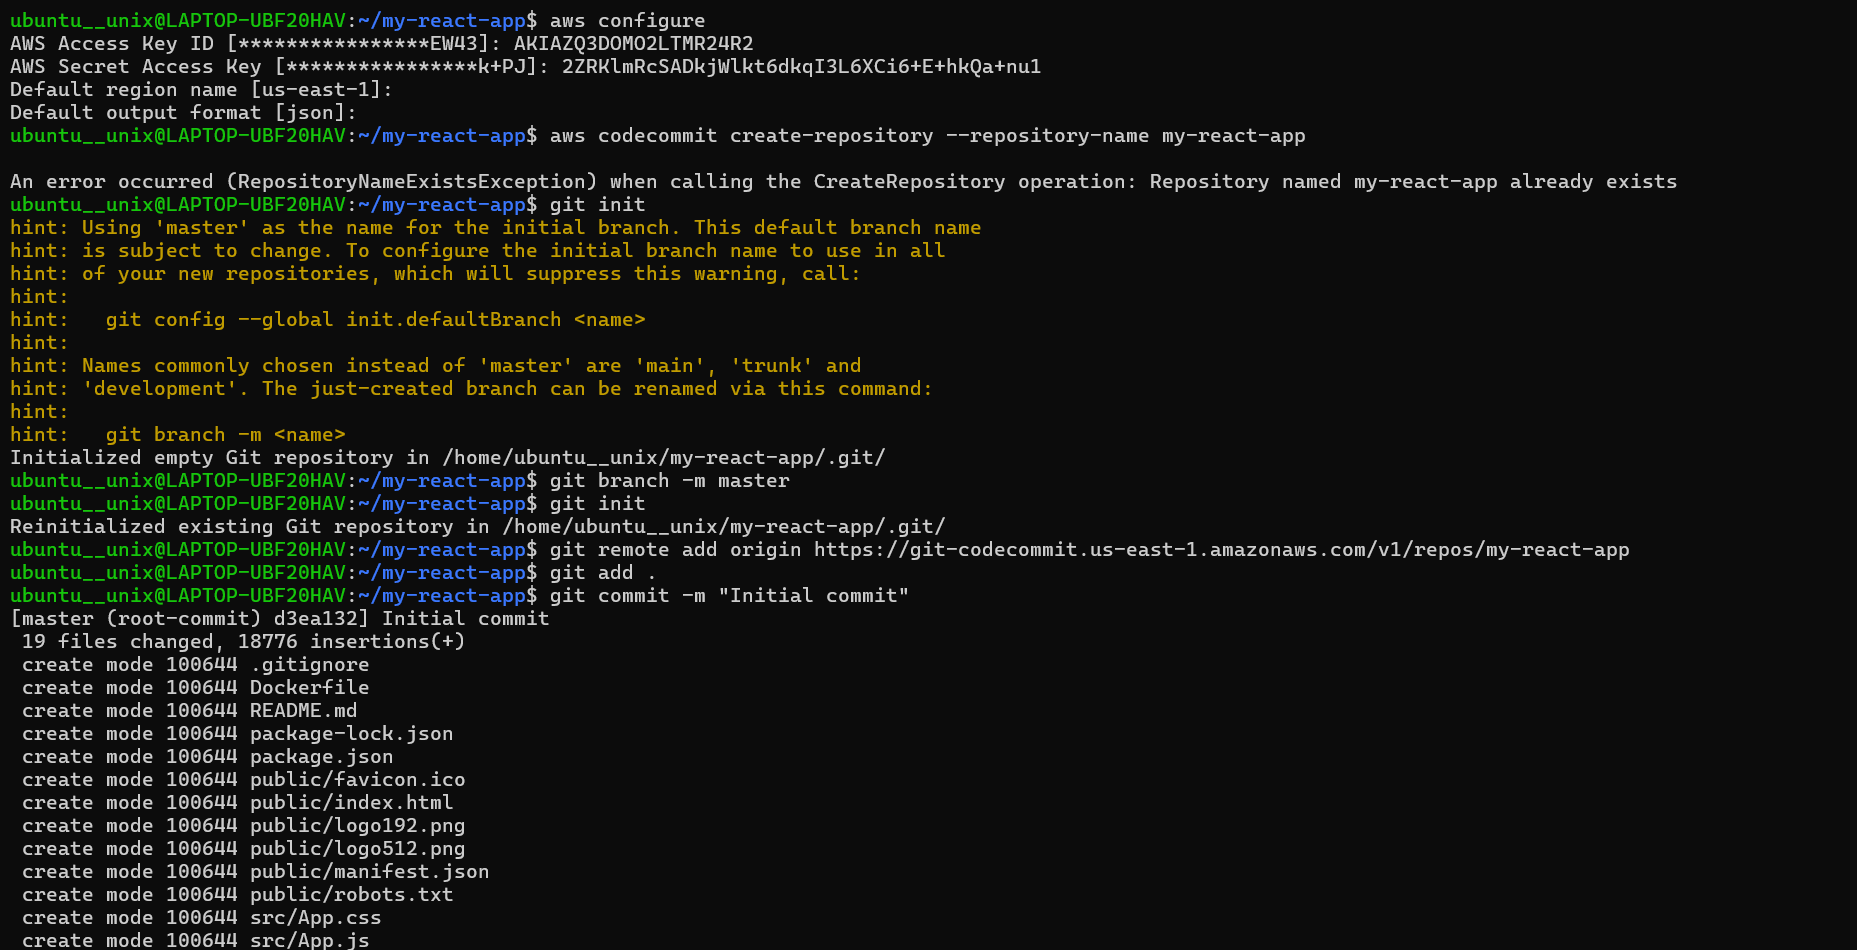 ubuntu__unix@LAPTOP-UBF20HAV:~/my-react-app$ aws configure
AWS Access Key ID [****************EW43]: AKIAZQ3DOMO2LTMR24R2
AWS Secret Access Key [****************k+PJ]: 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
Default region name [us-east-1]:
Default output format [json]:
ubuntu__unix@LAPTOP-UBF20HAV:~/my-react-app$ aws codecommit create-repository --repository-name my-react-app

An error occurred (RepositoryNameExistsException) when calling the CreateRepository operation: Repository named my-react-app already exists
ubuntu__unix@LAPTOP-UBF20HAV:~/my-react-app$ git init
hint: Using 'master' as the name for the initial branch. This default branch name
hint: is subject to change. To configure the initial branch name to use in all
hint: of your new repositories, which will suppress this warning, call:
hint:
hint:   git config --global init.defaultBranch <name>
hint:
hint: Names commonly chosen instead of 'master' are 'main', 'trunk' and
hint: 'development'. The just-created branch can be renamed via this command:
hint:
hint:   git branch -m <name>
Initialized empty Git repository in /home/ubuntu__unix/my-react-app/.git/
ubuntu__unix@LAPTOP-UBF20HAV:~/my-react-app$ git branch -m master
ubuntu__unix@LAPTOP-UBF20HAV:~/my-react-app$ git init
Reinitialized existing Git repository in /home/ubuntu__unix/my-react-app/.git/
ubuntu__unix@LAPTOP-UBF20HAV:~/my-react-app$ git remote add origin https://git-codecommit.us-east-1.amazonaws.com/v1/repos/my-react-app
ubuntu__unix@LAPTOP-UBF20HAV:~/my-react-app$ git add .
ubuntu__unix@LAPTOP-UBF20HAV:~/my-react-app$ git commit -m "Initial commit"
[master (root-commit) d3ea132] Initial commit
 19 files changed, 18776 insertions(+)
 create mode 100644 .gitignore
 create mode 100644 Dockerfile
 create mode 100644 README.md
 create mode 100644 package-lock.json
 create mode 100644 package.json
 create mode 100644 public/favicon.ico
 create mode 100644 public/index.html
 create mode 100644 public/logo192.png
 create mode 100644 public/logo512.png
 create mode 100644 public/manifest.json
 create mode 100644 public/robots.txt
 create mode 100644 src/App.css
 create mode 100644 src/App.js